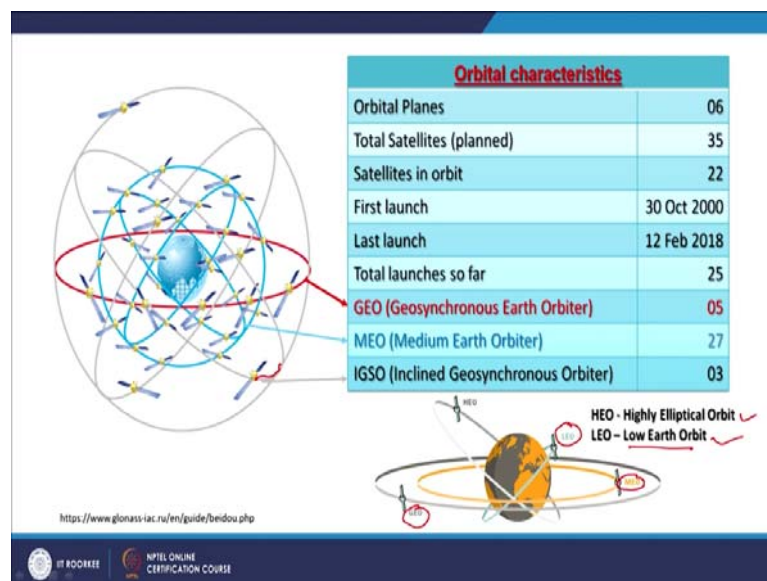 Orbital characteristics
Orbital Planes 06
Total Satellites (planned) 35
Satellites in orbit 22
First launch 30 Oct 2000
Last launch 12 Feb 2018
Total launches so far 25
GEO (Geosynchronous Earth Orbiter) 05
MEO (Medium Earth Orbiter) 27
IGSO (Inclined Geosynchronous Orbiter) 03
HEO
HEO - Highly Elliptical Orbit
LEO
LEO – Low Earth Orbit
MEO
GEO
https://www.glonass-iac.ru/en/guide/beidou.php
IIT ROORKEE
NPTEL ONLINE
CERTIFICATION COURSE